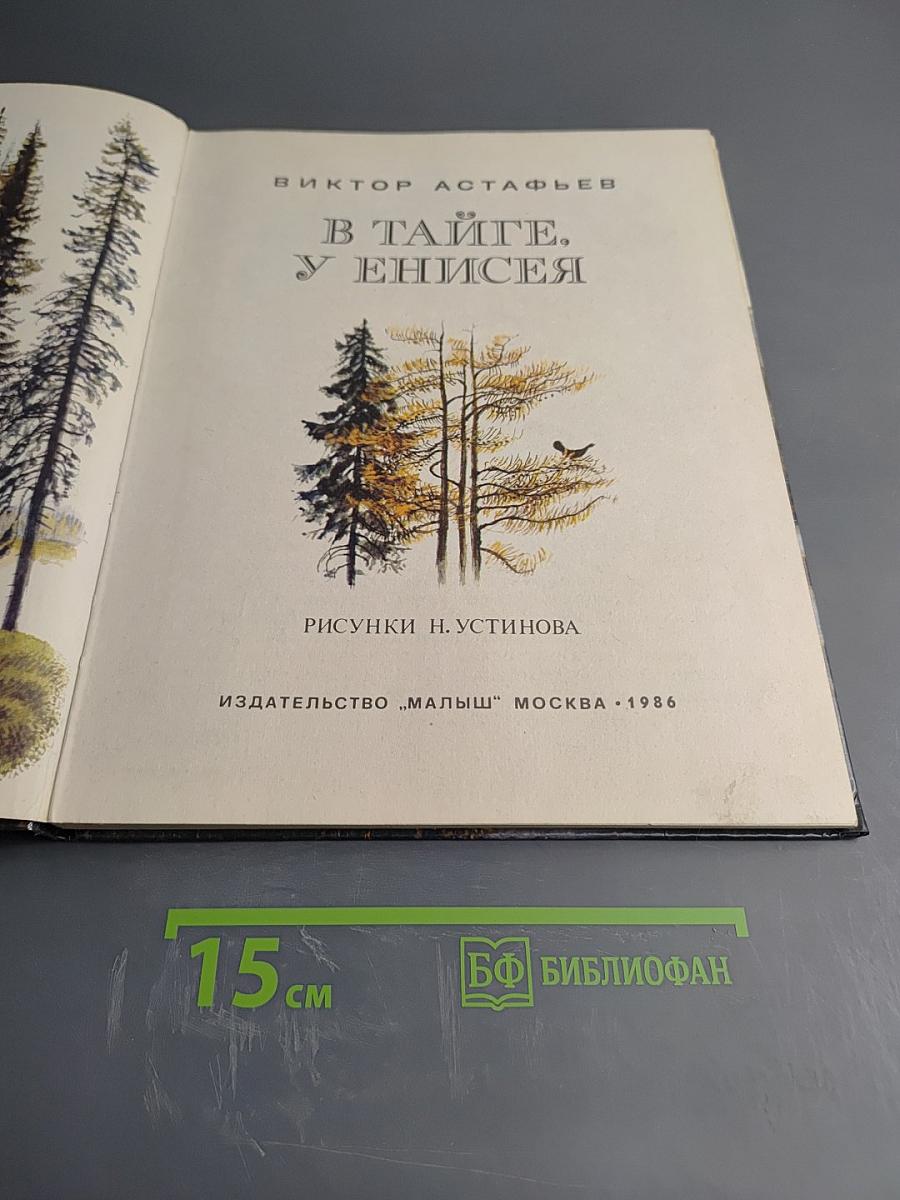 ВИКТОР АСТАФЬЕВ
В ТАЙГЕ,
У ЕНИСЕЯ
РИСУНКИ Н. УСТИНОВА
ИЗДАТЕЛЬСТВО „МАЛЫШ“ МОСКВА • 1986
15 см
БФ БИБЛИОФАН